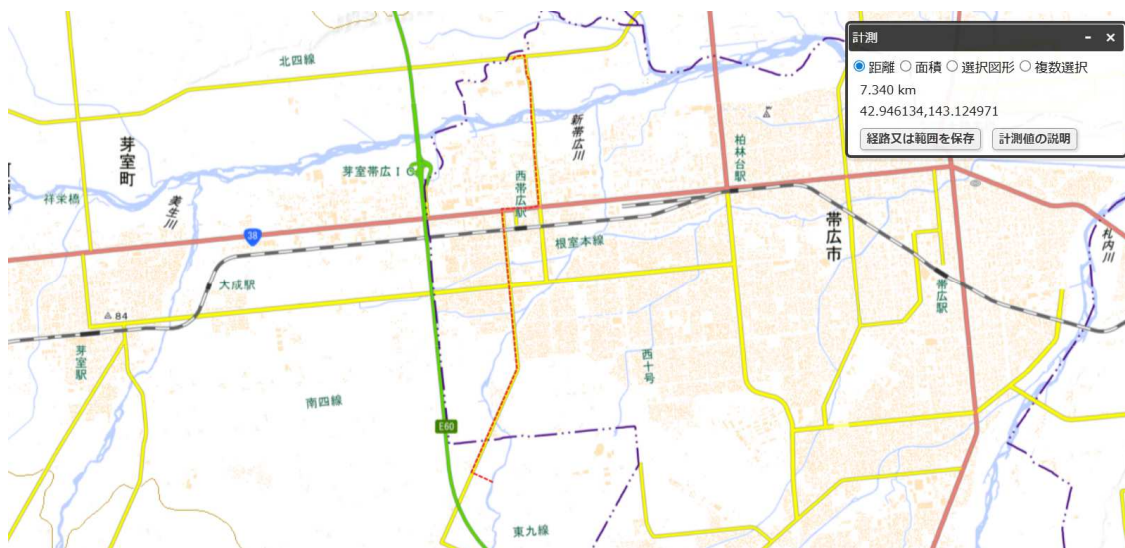 計測
距離 面積 選択図形 複数選択
7.340 km
42.946134,143.124971
経路又は範囲を保存 計測値の説明
北四線
芽室町
新帯広川
柏林台駅
芽室帯広IC
西帯広駅
祥栄橋
美生川
38
根室本線
帯広市
札内川
大成駅
帯広駅
84
芽室駅
西十号
南四線
E60
東九線